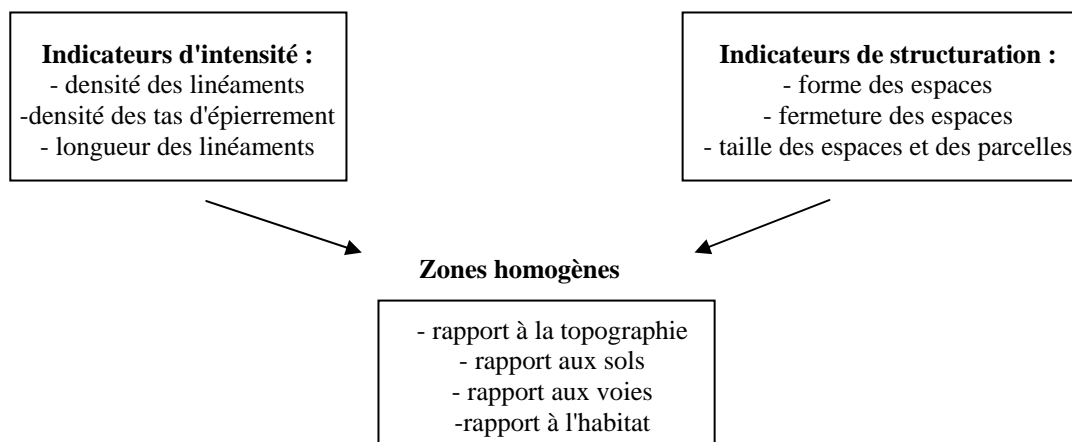 Indicateurs d'intensité :
- densité des linéaments
-densité des tas d'épierrement
- longueur des linéaments
Indicateurs de structuration :
- forme des espaces
- fermeture des espaces
- taille des espaces et des parcelles
Zones homogènes
- rapport à la topographie
- rapport aux sols
- rapport aux voies
-rapport à l'habitat